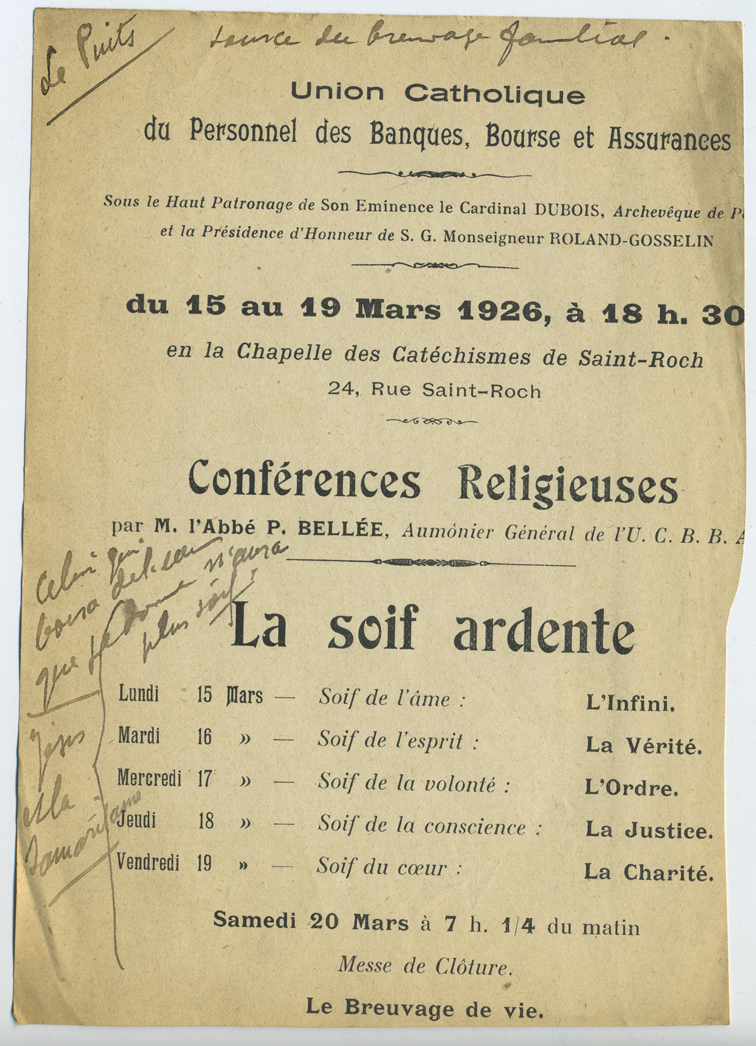 Le Puits
source du breuvage familial.
Union Catholique
du Personnel des Banques, Bourse et Assurances
Sous le Haut Patronage de Son Eminence le Cardinal DUBOIS, Archevêque de
et la Présidence d'Honneur de S. G. Monseigneur ROLAND-GOSSELIN
du 15 au 19 Mars 1926, à 18 h. 30
en la Chapelle des Catéchismes de Saint-Roch
24, Rue Saint-Roch
Conférences Religieuses
par M. l'Abbé P. BELLÉE, Aumônier Général de l'U. C. B. B. A
Celui qui
boira de l'eau
que je donne n'aura
plus soif!
La soif ardente
Jésus
et la
Samaritaine
Lundi 15 Mars — Soif de l'âme : L'Infini.
Mardi 16 » — Soif de l'esprit : La Vérité.
Mercredi 17 » — Soif de la volonté : L'Ordre.
Jeudi 18 » — Soif de la conscience : La Justice.
Vendredi 19 » — Soif du cœur : La Charité.
Samedi 20 Mars à 7 h. 1/4 du matin
Messe de Clôture.
Le Breuvage de vie.